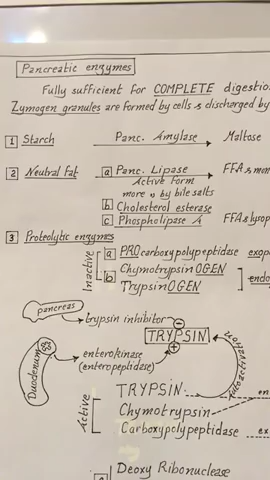 Pancreatic enzymes
Fully sufficient for COMPLETE digestio
Zymogen granules are formed by cells & discharged by
1 Starch Panc. Amylase Maltose
2 Neutral Fat a Panc. Lipase FFA & mon
Active form
more by bile salts
b Cholesterol esterase
c Phospholipase A FFA & lysop
3 Proteolytic enzymes
Inactive
a PROcarboxypolypeptidase exop
b ChymotrypsinOGEN
TrypsinOGEN
endo
pancreas
trypsin inhibitor -
TRYPSIN
+
Duodenum
enterokinase
(enteropeptidase)
autoactivation
Active
TRYPSIN en
Chymotrypsin
Carboxypolypeptidase ex
Deoxy Ribonuclease